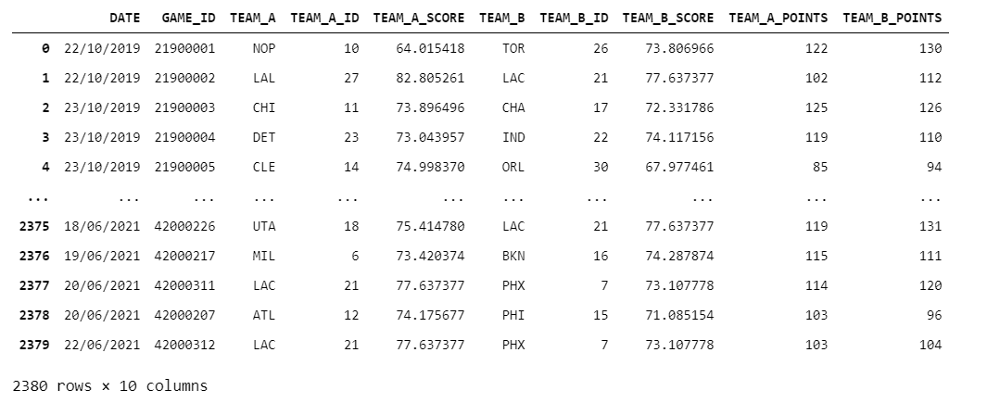 DATE GAME_ID TEAM_A TEAM_A_ID TEAM_A_SCORE TEAM_B TEAM_B_ID TEAM_B_SCORE TEAM_A_POINTS TEAM_B_POINTS
0 22/10/2019 21900001 NOP 10 64.015418 TOR 26 73.806966 122 130
1 22/10/2019 21900002 LAL 27 82.805261 LAC 21 77.637377 102 112
2 23/10/2019 21900003 CHI 11 73.896496 CHA 17 72.331786 125 126
3 23/10/2019 21900004 DET 23 73.043957 IND 22 74.117156 119 110
4 23/10/2019 21900005 CLE 14 74.998370 ORL 30 67.977461 85 94
... ... ... ... ... ... ... ... ... ... ...
2375 18/06/2021 42000226 UTA 18 75.414780 LAC 21 77.637377 119 131
2376 19/06/2021 42000217 MIL 6 73.420374 BKN 16 74.287874 115 111
2377 20/06/2021 42000311 LAC 21 77.637377 PHX 7 73.107778 114 120
2378 20/06/2021 42000207 ATL 12 74.175677 PHI 15 71.085154 103 96
2379 22/06/2021 42000312 LAC 21 77.637377 PHX 7 73.107778 103 104
2380 rows × 10 columns